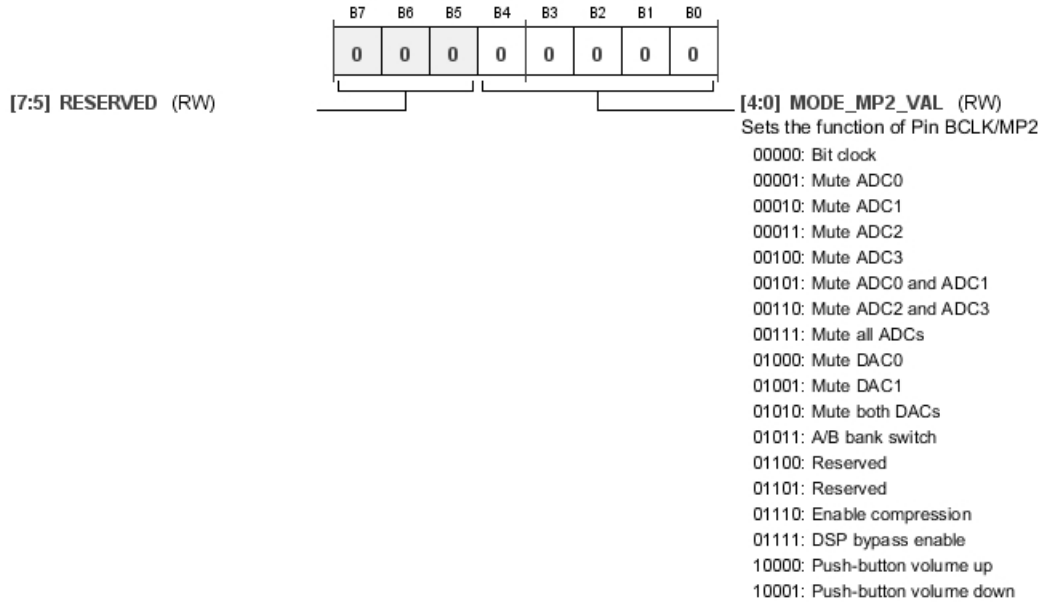 B7 B6 B5 B4 B3 B2 B1 B0
0 0 0 0 0 0 0 0
[7:5] RESERVED (RW)
[4:0] MODE_MP2_VAL (RW)
Sets the function of Pin BCLK/MP2
00000: Bit clock
00001: Mute ADC0
00010: Mute ADC1
00011: Mute ADC2
00100: Mute ADC3
00101: Mute ADC0 and ADC1
00110: Mute ADC2 and ADC3
00111: Mute all ADCs
01000: Mute DAC0
01001: Mute DAC1
01010: Mute both DACs
01011: A/B bank switch
01100: Reserved
01101: Reserved
01110: Enable compression
01111: DSP bypass enable
10000: Push-button volume up
10001: Push-button volume down